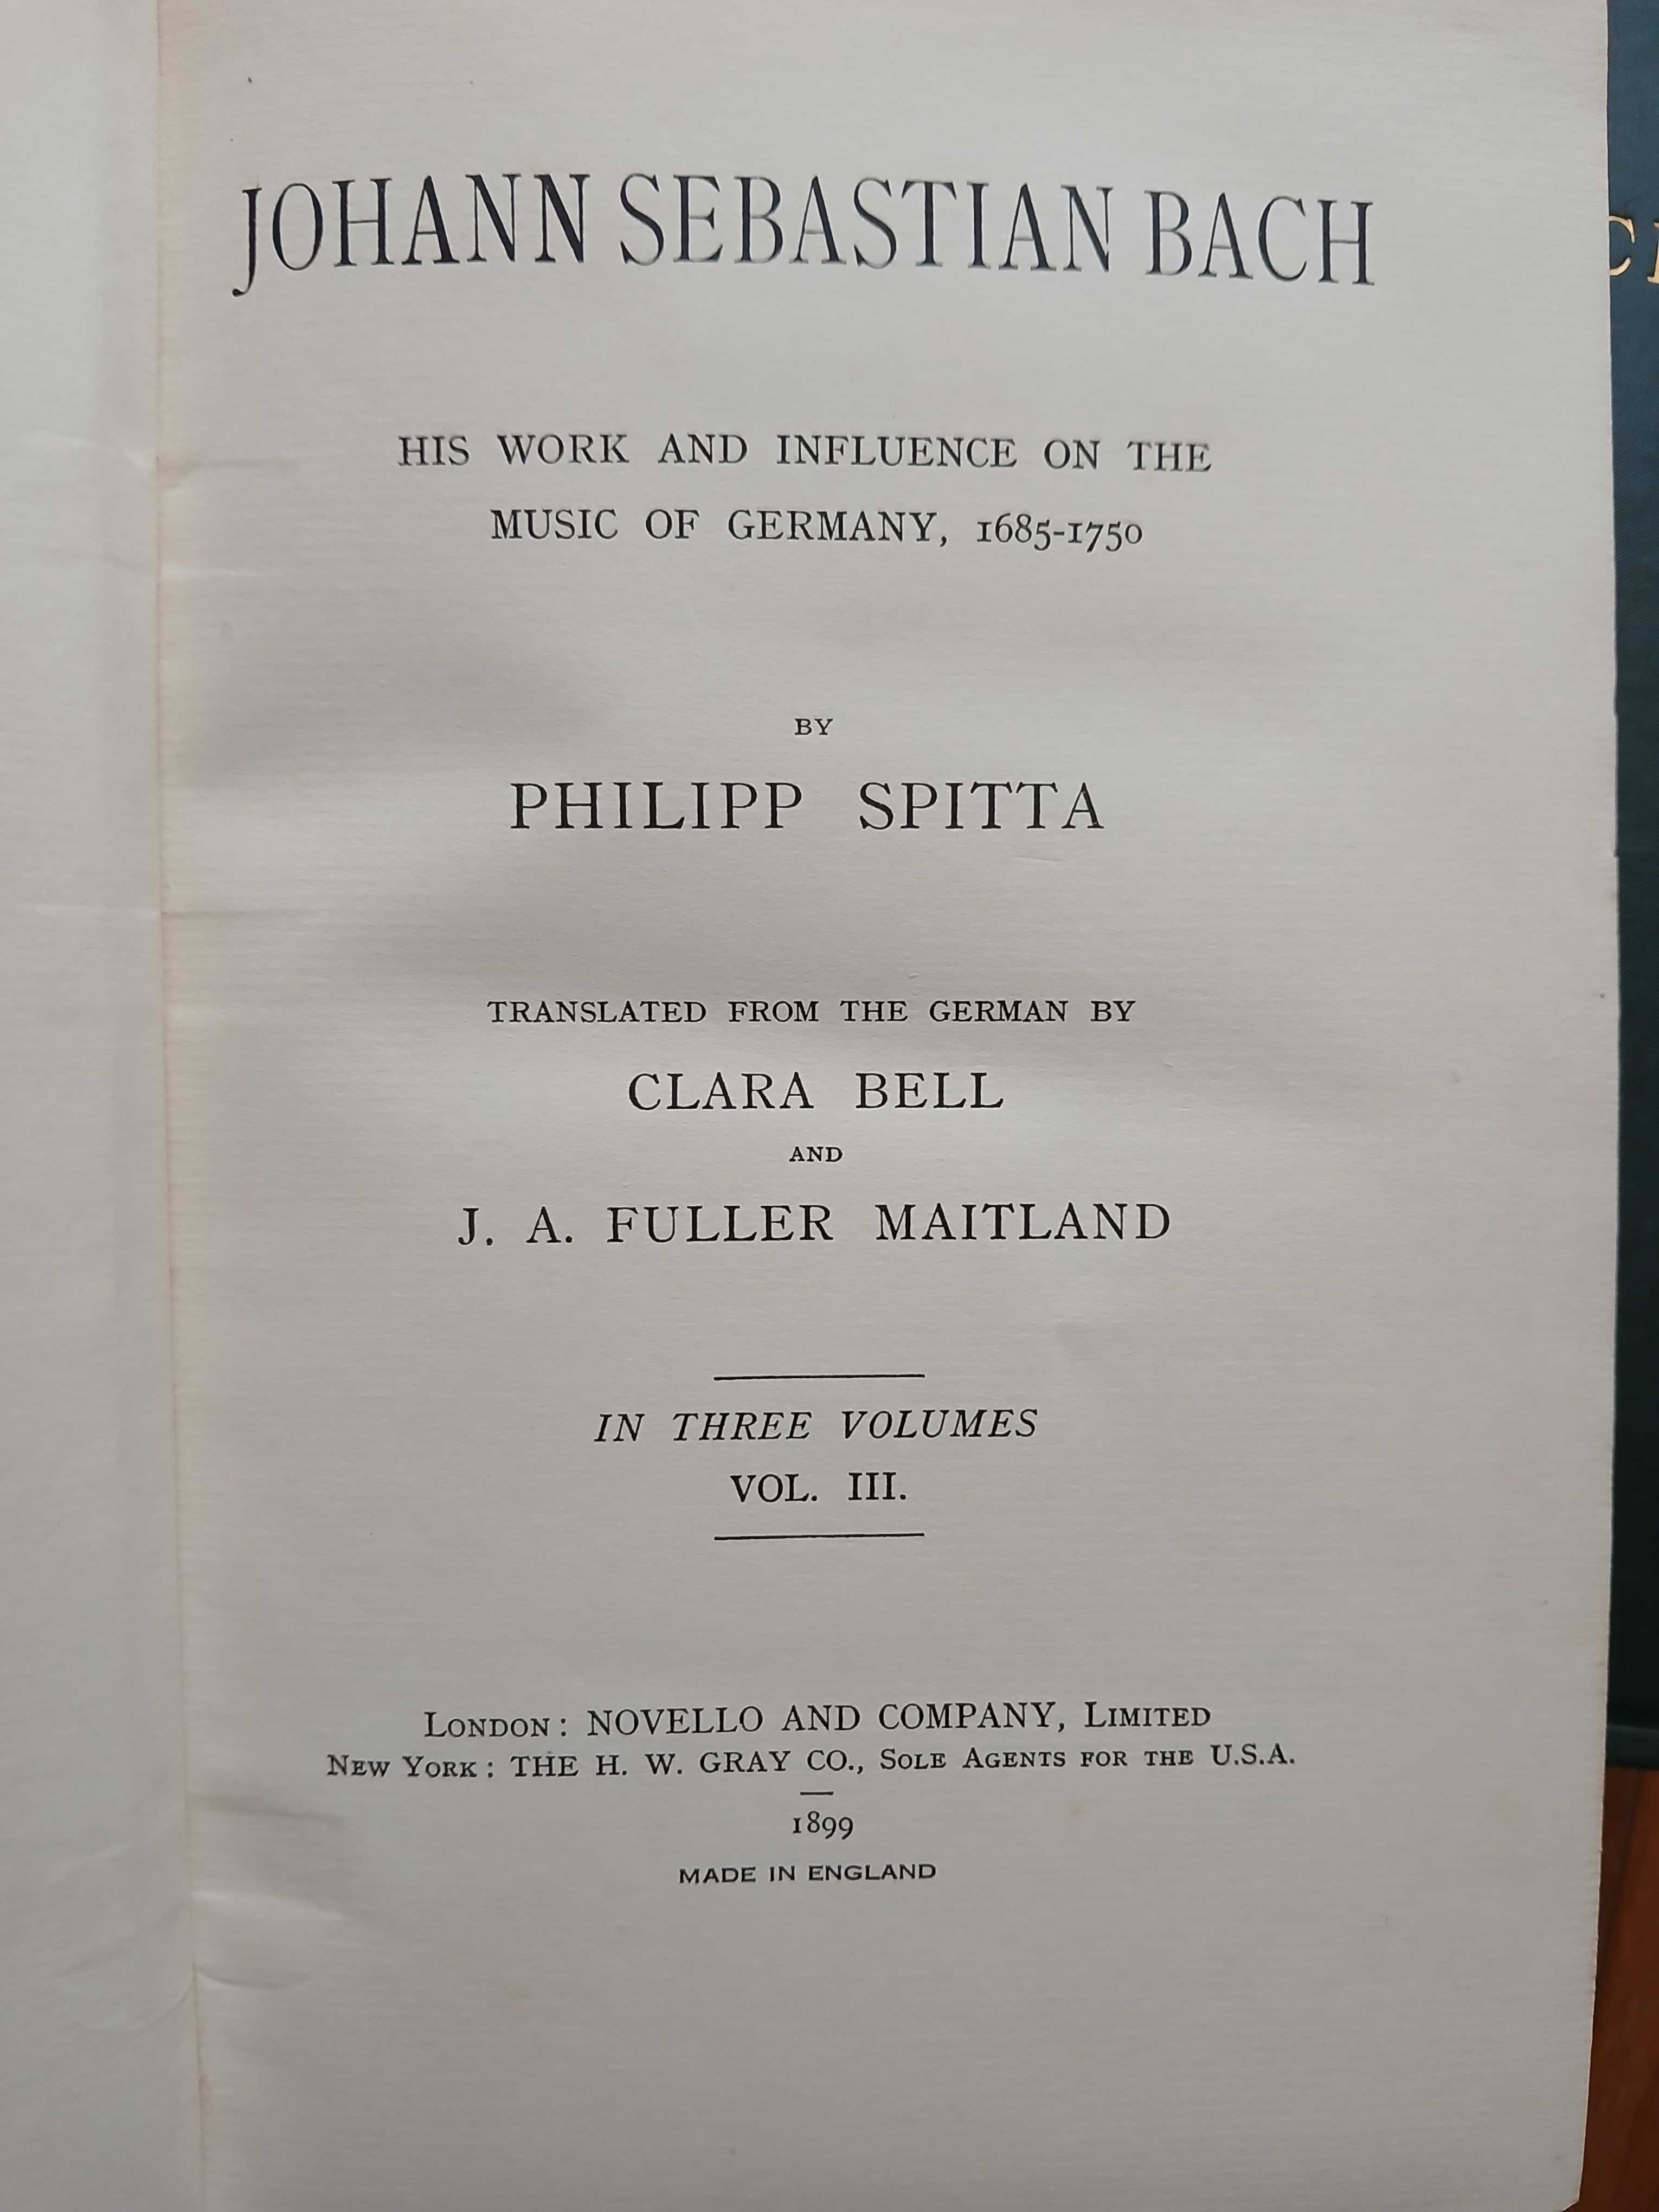 JOHANN SEBASTIAN BACH
HIS WORK AND INFLUENCE ON THE
MUSIC OF GERMANY, 1685-1750
BY
PHILIPP SPITTA
TRANSLATED FROM THE GERMAN BY
CLARA BELL
AND
J. A. FULLER MAITLAND
IN THREE VOLUMES
VOL. III.
LONDON: NOVELLO AND COMPANY, LIMITED
NEW YORK: THE H. W. GRAY CO., SOLE AGENTS FOR THE U.S.A.
1899
MADE IN ENGLAND